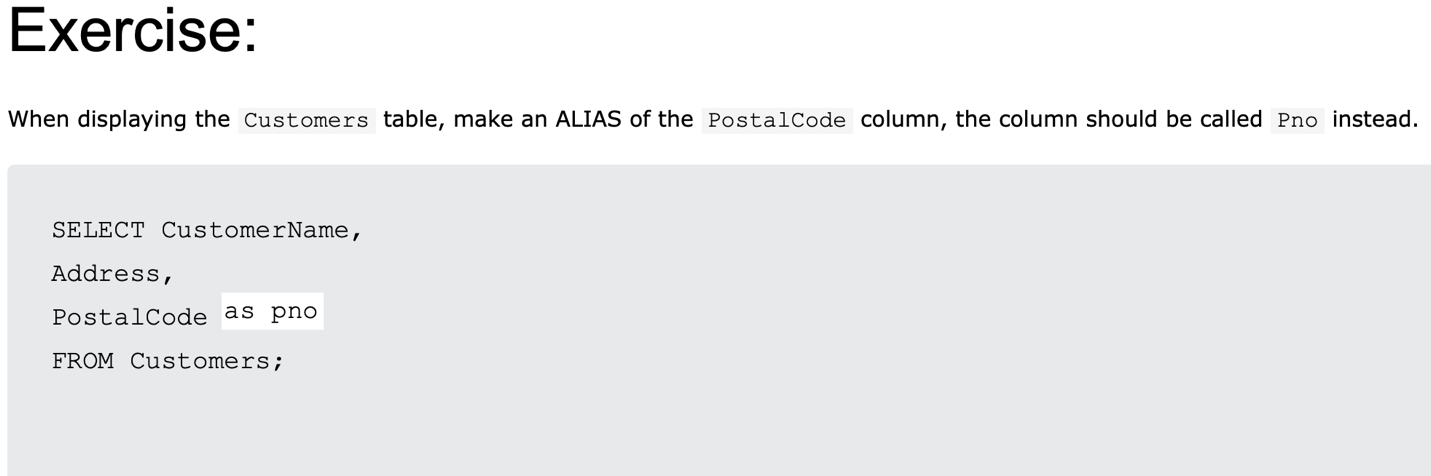 Exercise:
When displaying the Customers table, make an ALIAS of the PostalCode column, the column should be called Pno instead.
SELECT CustomerName,
Address,
PostalCode as pno
FROM Customers;